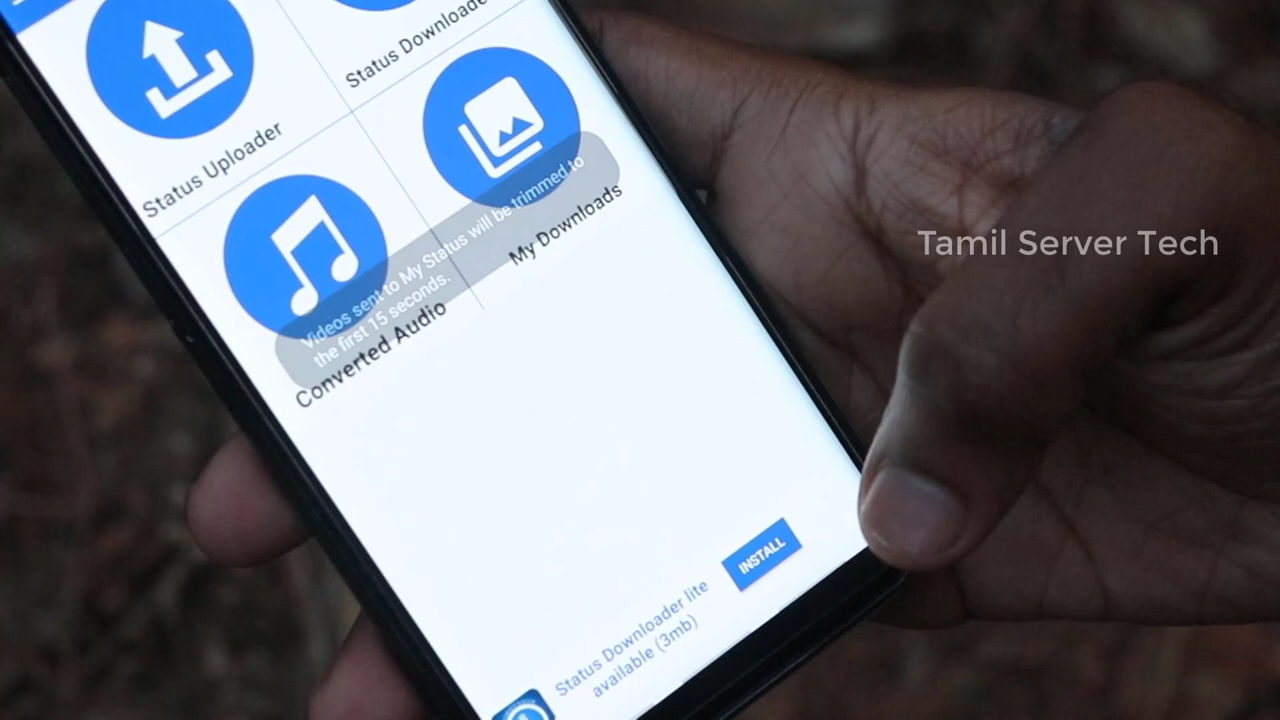 Status Downloade
Status Uploader
My Downloads
Videos sent to My Status will be trimmed to
the first 15 seconds.
Converted Audio
Tamil Server Tech
INSTALL
Status Downloader lite
available (3mb)